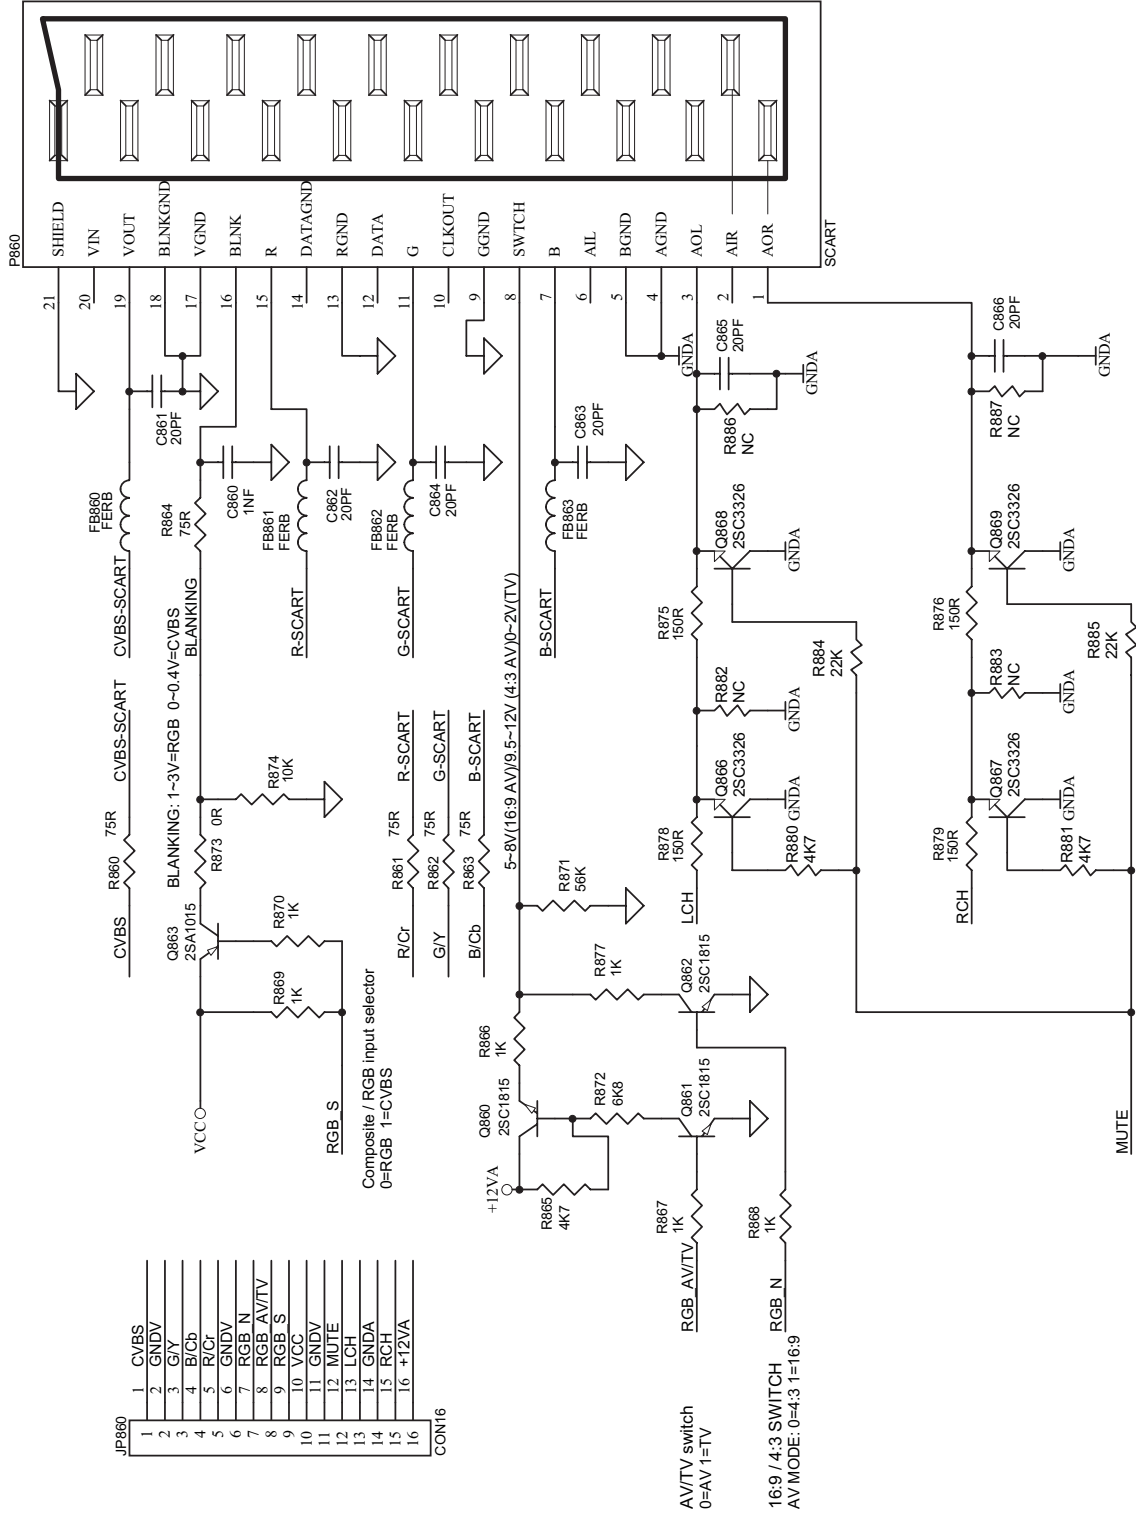 P860
SCART
SHIELD
VIN
VOUT
BLNKGND
VGND
BLNK
R
DATAGND
RGND
DATA
G
CLKOUT
GGND
SWTCH
B
AIL
BGND
AGND
AOL
AIR
AOR
21
20
19
18
17
16
15
14
13
12
11
10
9
8
7
6
5
4
3
2
1
C861
20PF
FB860
FERB
CVBS-SCART
R864
75R
C860
1NF
BLANKING
FB861
FERB
C862
20PF
R-SCART
FB862
FERB
C864
20PF
G-SCART
FB863
FERB
C863
20PF
B-SCART
5~8V(16:9 AV)/9.5~12V (4:3 AV)0~2V(TV)
BLANKING: 1~3V=RGB 0~0.4V=CVBS
CVBS
R860
75R
CVBS-SCART
Q863
2SA1015
R873
0R
R874
10K
R870
1K
R869
1K
VCC
RGB_S
Composite / RGB input selector
0=RGB 1=CVBS
R/Cr
R861
75R
R-SCART
G/Y
R862
75R
G-SCART
B/Cb
R863
75R
B-SCART
R871
56K
R866
1K
R877
1K
Q862
2SC1815
Q860
2SC1815
R872
6K8
Q861
2SC1815
+12VA
R865
4K7
R867
1K
R868
1K
RGB_AV/TV
RGB_N
AV/TV switch
0=AV 1=TV
16:9 / 4:3 SWITCH
AV MODE: 0=4:3 1=16:9
GNDA
C865
20PF
GNDA
R886
NC
Q868
2SC3326
GNDA
R875
150R
R884
22K
R882
NC
GNDA
Q866
2SC3326
GNDA
R878
150R
R880
4K7
LCH
C866
20PF
GNDA
R887
NC
Q869
2SC3326
GNDA
R876
150R
R885
22K
R883
NC
GNDA
Q867
2SC3326
GNDA
R879
150R
R881
4K7
RCH
MUTE
JP860
CON16
1 1 CVBS
2 2 GNDV
3 3 G/Y
4 4 B/Cb
5 5 R/Cr
6 6 GNDV
7 7 RGB_N
8 8 RGB_AV/TV
9 9 RGB_S
10 10 VCC
11 11 GNDV
12 12 MUTE
13 13 LCH
14 14 GNDA
15 15 RCH
16 16 +12VA